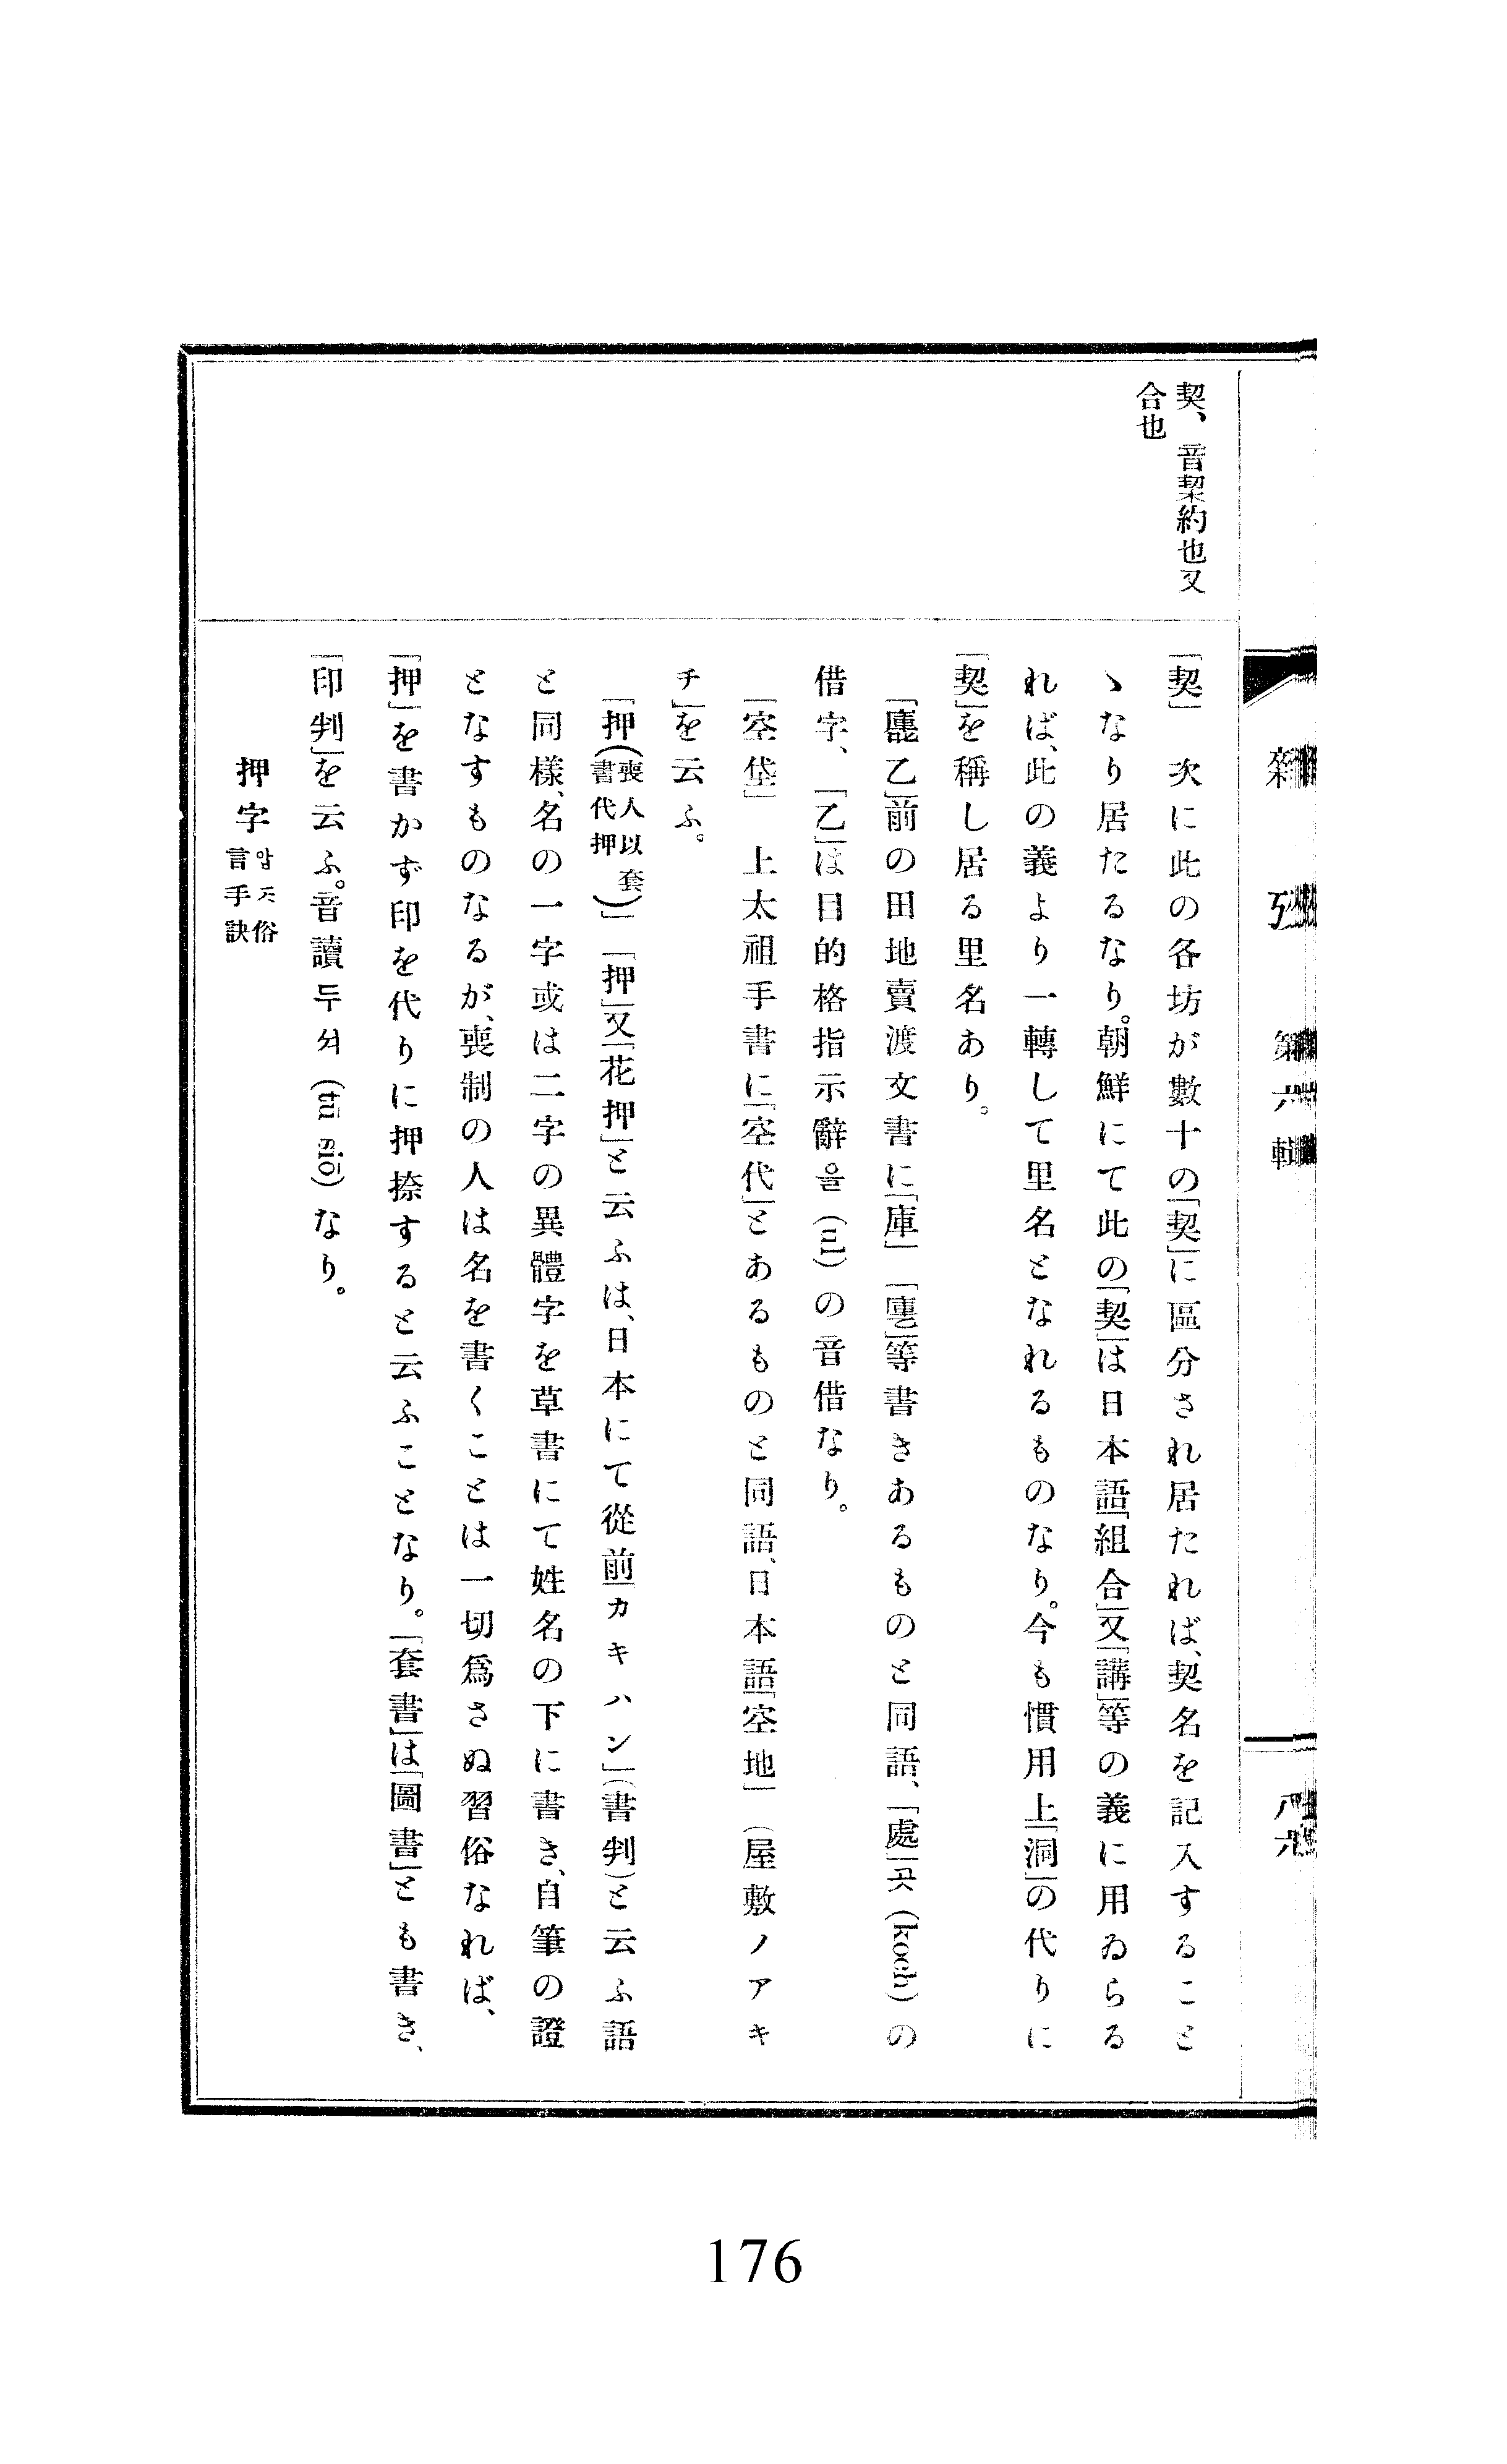 雜攷 第六輯
一八六
契、音契約也又
合也
「契」 次に此の各坊が數十の「契」に區分され居たれば、契名を記入すること
ゝなり居たるなり。朝鮮にて此の「契」は日本語「組合」又「講」等の義に用ゐらる
れば、此の義より一轉して里名となれるものなり。今も慣用上「洞」の代りに
「契」を稱し居る里名あり。
乙」前の田地賣渡文書に「庫」「」等書きあるものと同語、「處」곳(koch)の
借字、「乙」は目的格指示辭을(ŭl)の音借なり。
「空垈」 上太祖手書に「空代」とあるものと同語、日本語「空地」(屋敷ノアキ
チ」を云ふ。
「押(喪人以套書代押)」 「押」又「花押」と云ふは、日本にて從前「カキハン」(書判)と云ふ語
と同樣、名の一字或は二字の異體字を草書にて姓名の下に書き、自筆の證
となすものなるが、喪制の人は名を書くことは一切爲さぬ習俗なれば、
「押」を書かず印を代りに押捺すると云ふことなり。「套書」は「圖書」とも書き、
「印判」を云ふ。音讀두셔(tu siŏ)なり。
押字 俗言手訣
176